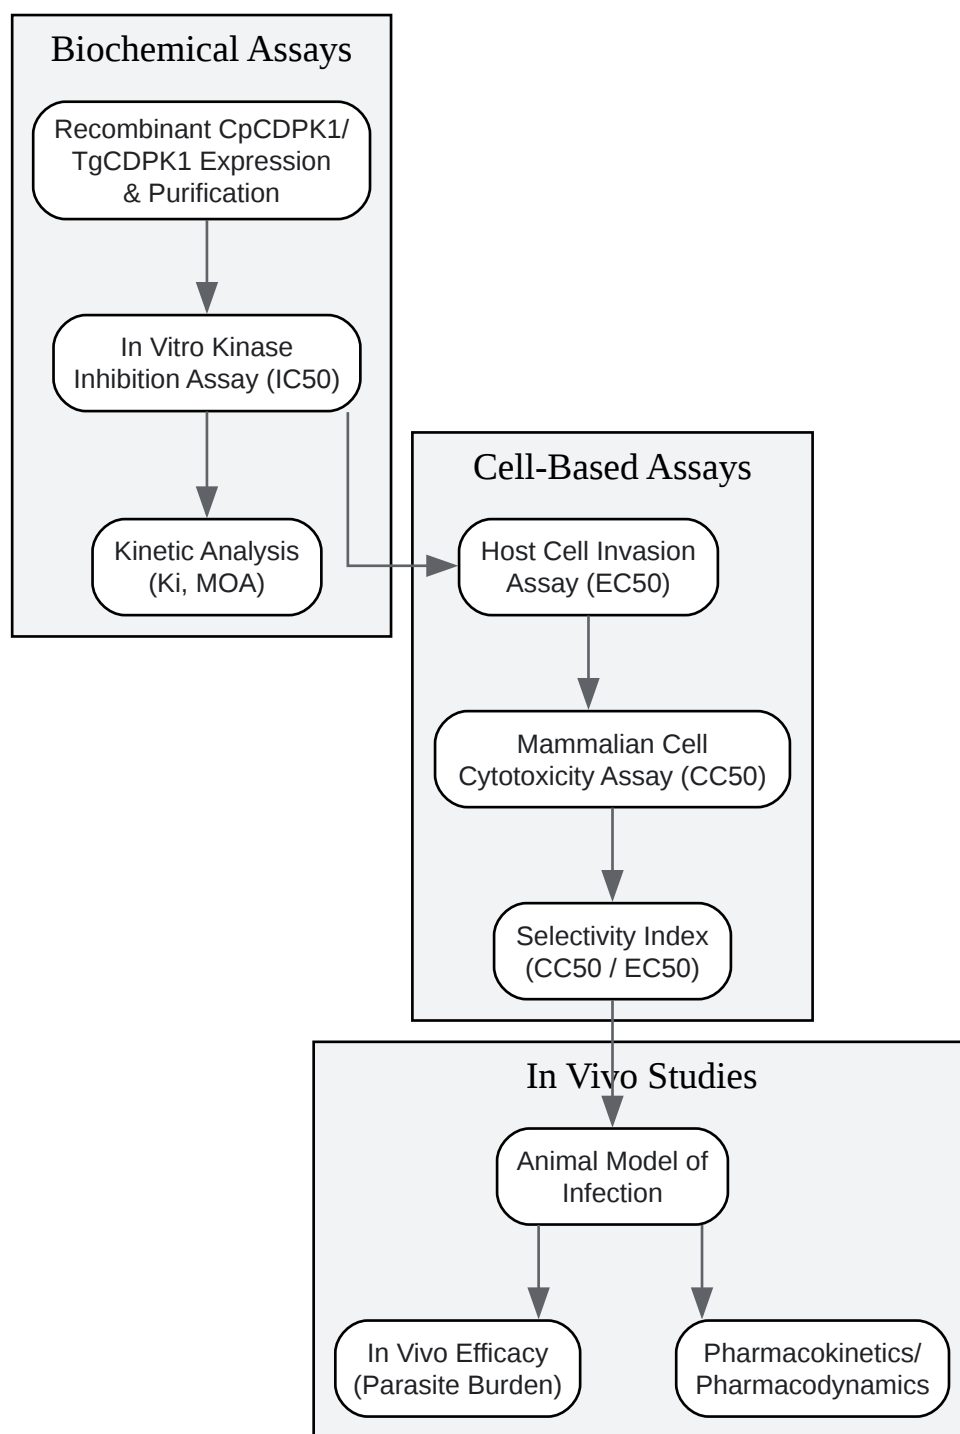 Biochemical Assays
Recombinant CpCDPK1/
TgCDPK1 Expression
& Purification
In Vitro Kinase
Inhibition Assay (IC50)
Kinetic Analysis
(Ki, MOA)
Cell-Based Assays
Host Cell Invasion
Assay (EC50)
Mammalian Cell
Cytotoxicity Assay (CC50)
Selectivity Index
(CC50 / EC50)
In Vivo Studies
Animal Model of
Infection
In Vivo Efficacy
(Parasite Burden)
Pharmacokinetics/
Pharmacodynamics